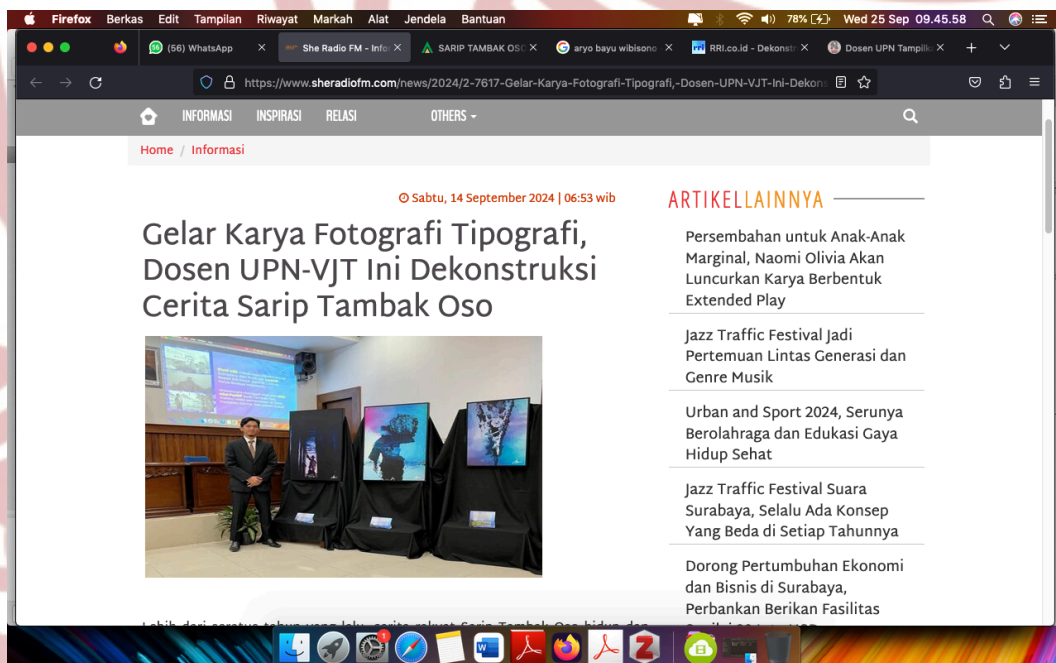 Firefox Berkas Edit Tampilan Riwayat Markah Alat Jendela Bantuan 78% Wed 25 Sep 09.45.58
(56) WhatsApp
She Radio FM - Infor
SARIP TAMBAK OSO
aryo bayu wibisono
RRI.co.id - Dekonstr
Dosen UPN Tampilk
https://www.sheradiofm.com/news/2024/2-7617-Gelar-Karya-Fotografi-Tipografi,-Dosen-UPN-VJT-Ini-Dekons
INFORMASI INSPIRASI RELASI OTHERS
Home / Informasi
Sabtu, 14 September 2024 | 06:53 wib
Gelar Karya Fotografi Tipografi,
Dosen UPN-VJT Ini Dekonstruksi
Cerita Sarip Tambak Oso
ARTIKELLAINNYA
Persembahan untuk Anak-Anak
Marginal, Naomi Olivia Akan
Luncurkan Karya Berbentuk
Extended Play
Jazz Traffic Festival Jadi
Pertemuan Lintas Generasi dan
Genre Musik
Urban and Sport 2024, Serunya
Berolahraga dan Edukasi Gaya
Hidup Sehat
Jazz Traffic Festival Suara
Surabaya, Selalu Ada Konsep
Yang Beda di Setiap Tahunnya
Dorong Pertumbuhan Ekonomi
dan Bisnis di Surabaya,
Perbankan Berikan Fasilitas